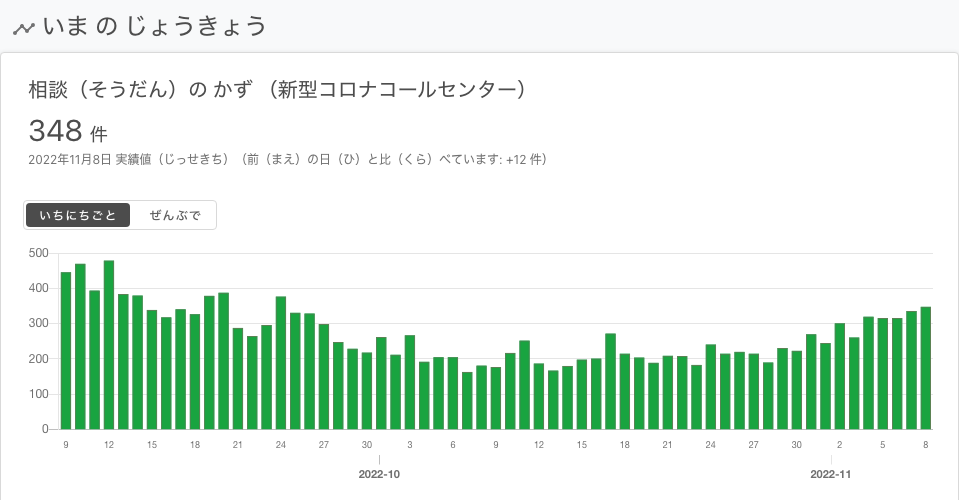 いま の じょうきょう
相談（そうだん）の かず （新型コロナコールセンター）
348 件
2022年11月8日 実績値（じっせきち）（前（まえ）の日（ひ）と比（くら）べています: +12 件）
いちにちごと ぜんぶで
500
400
300
200
100
0
9 12 15 18 21 24 27 30 3 6 9 12 15 18 21 24 27 30 2 5 8
2022-10 2022-11